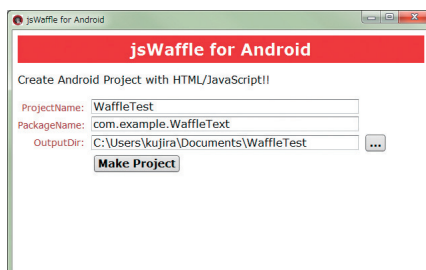 jsWaffle for Android
jsWaffle for Android
Create Android Project with HTML/JavaScript!!
ProjectName: WaffleTest
PackageName: com.example.WaffleText
OutputDir: C:\Users\kujira\Documents\WaffleTest ...
Make Project